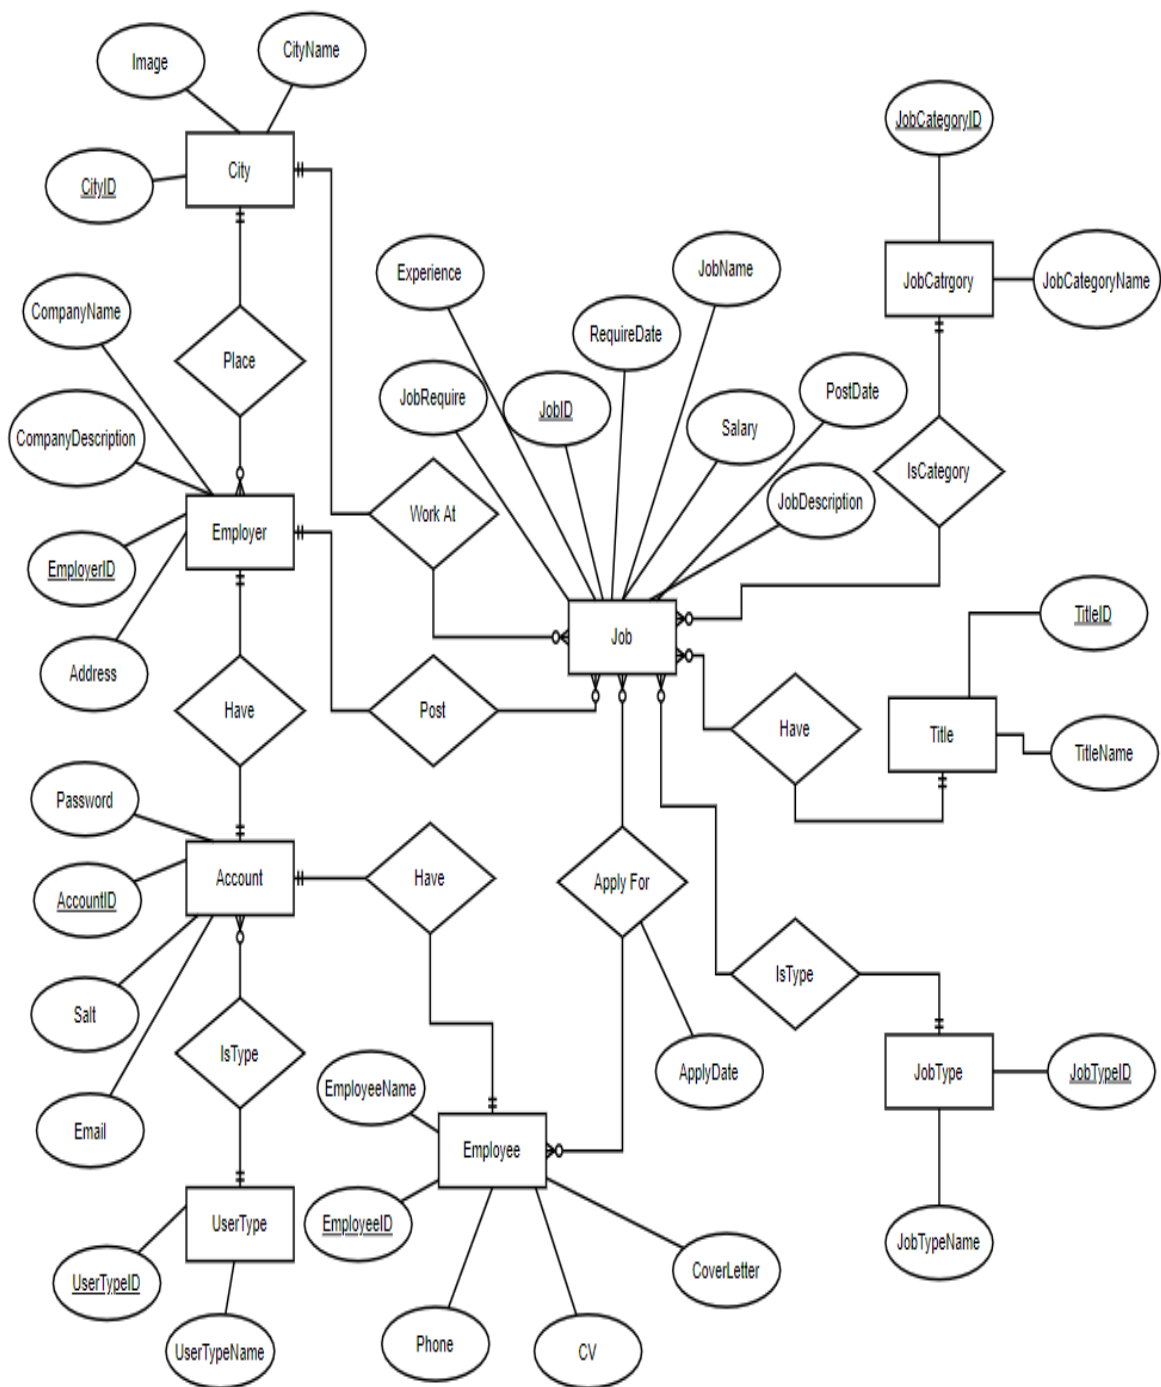 CityName
Image
City
CityID
JobCategoryID
Experience
JobName
JobCatrgory
JobCategoryName
CompanyName
RequireDate
Place
JobRequire
JobID
PostDate
Salary
CompanyDescription
IsCategory
JobDescription
Work At
Employer
EmployerID
TitleID
Job
Address
Have
Post
Have
Title
TitleName
Password
Account
Have
Apply For
AccountID
IsType
Salt
IsType
ApplyDate
JobType
JobTypeID
EmployeeName
Email
Employee
UserType
EmployeeID
JobTypeName
CoverLetter
UserTypeID
Phone
CV
UserTypeName